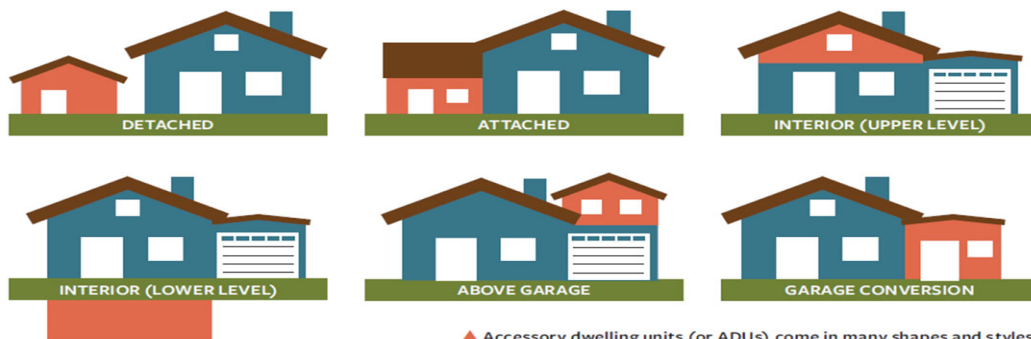 DETACHED
ATTACHED
INTERIOR (UPPER LEVEL)
INTERIOR (LOWER LEVEL)
ABOVE GARAGE
GARAGE CONVERSION
Accessory dwelling units (or ADUs) come in many shapes and styles